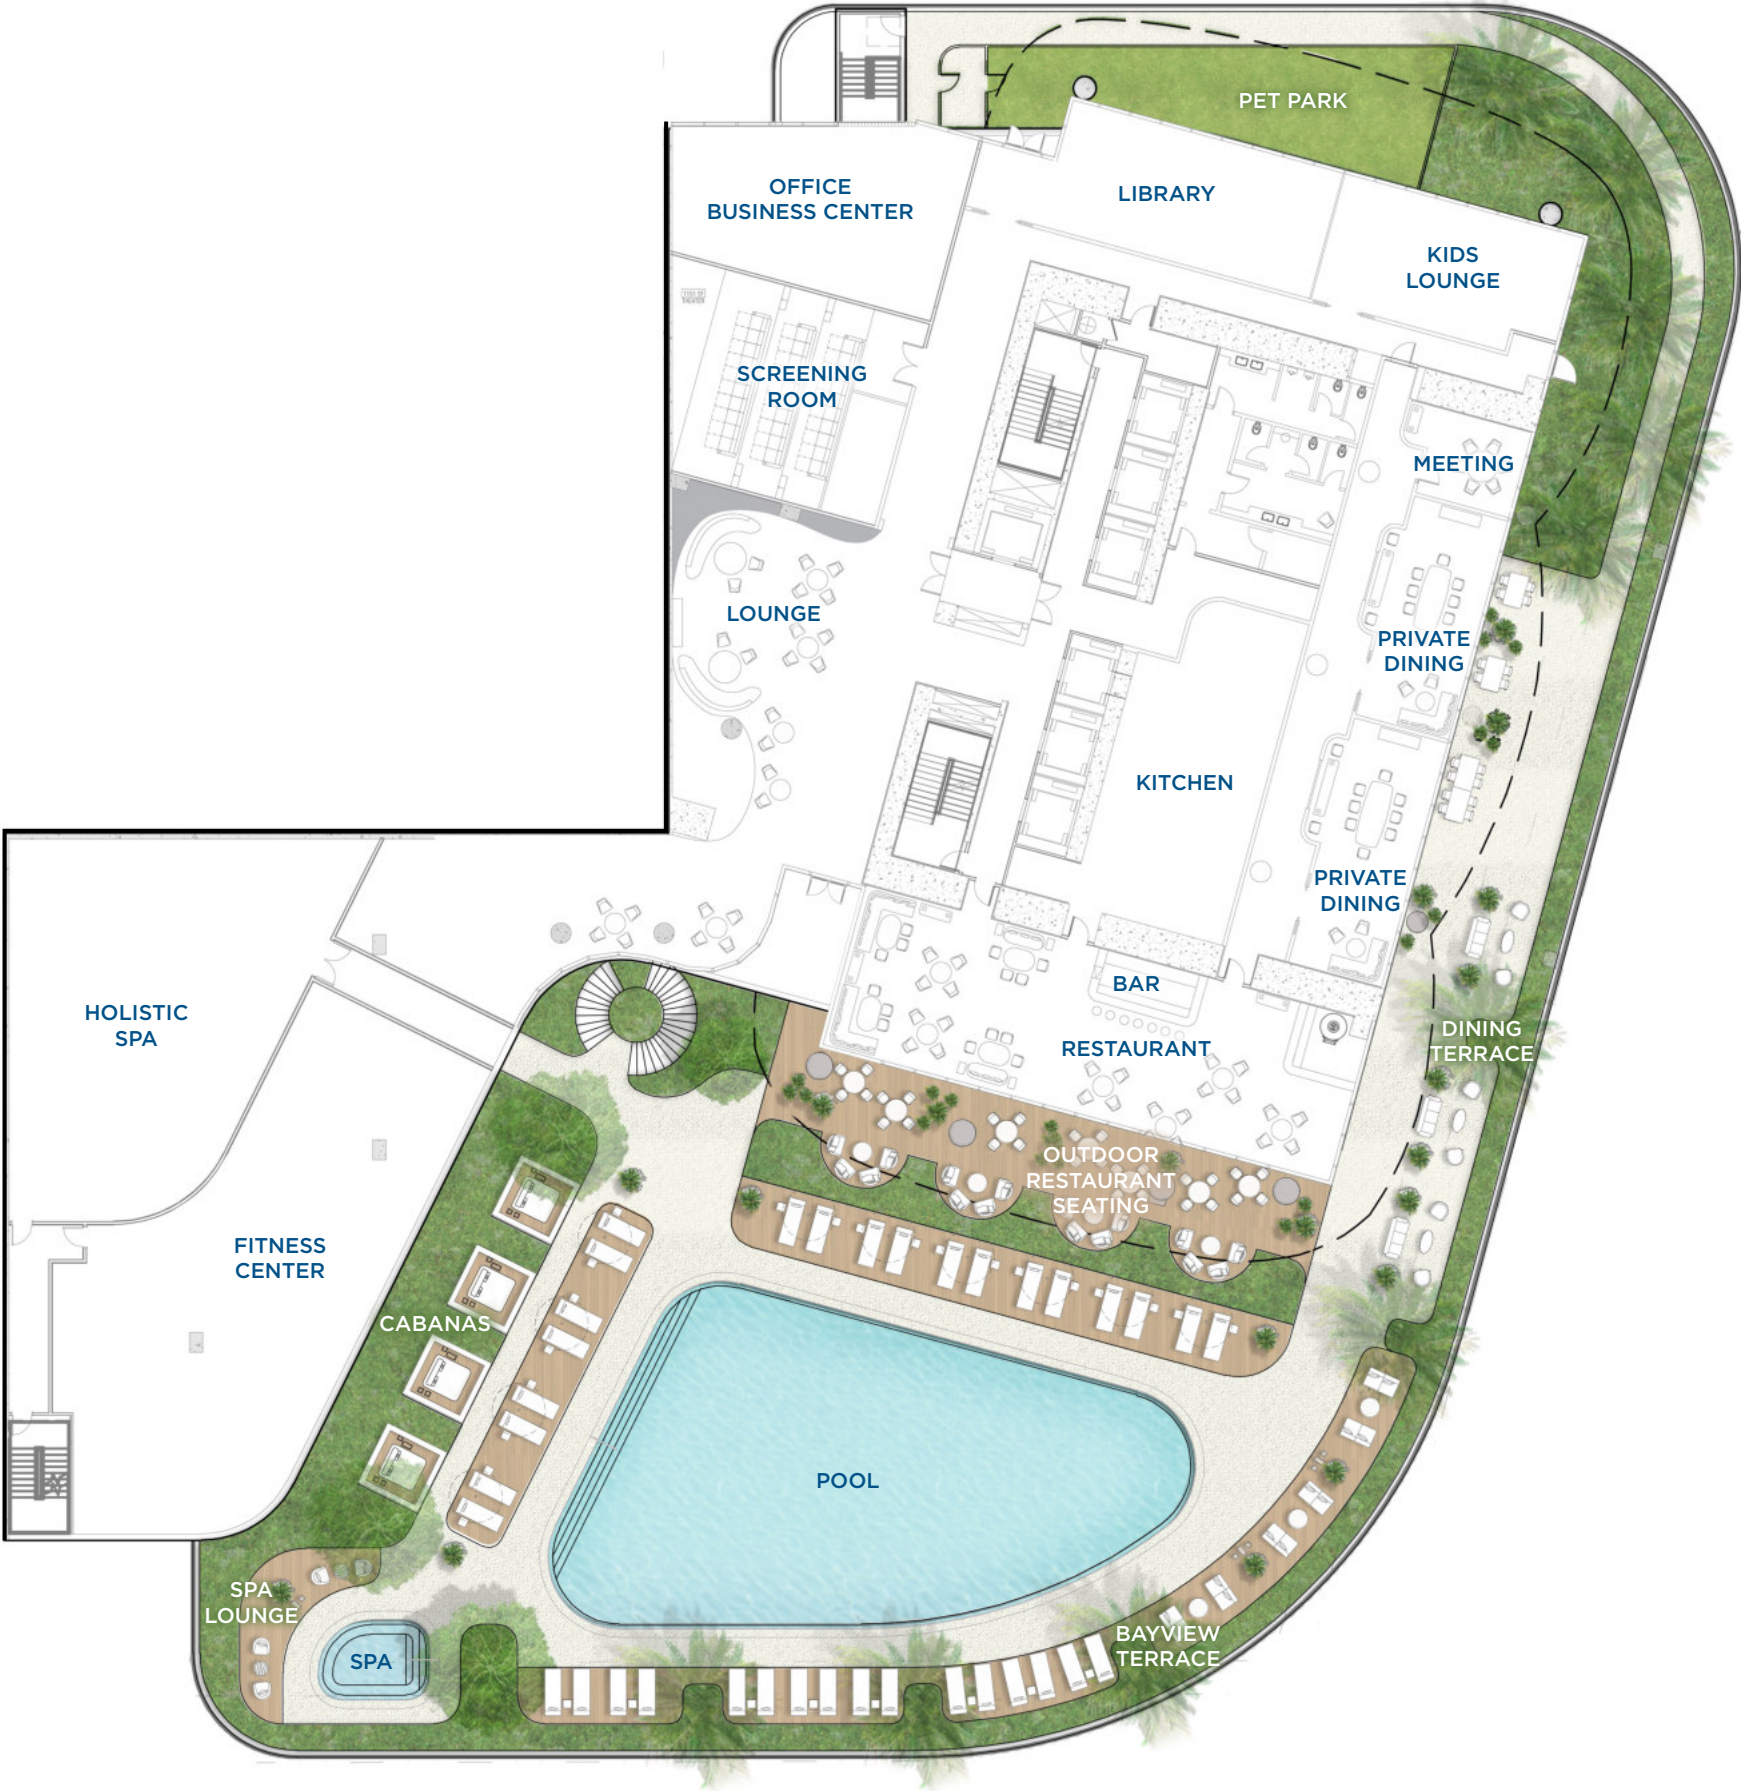 PET PARK
OFFICE
BUSINESS CENTER
LIBRARY
KIDS
LOUNGE
SCREENING
ROOM
MEETING
LOUNGE
PRIVATE
DINING
KITCHEN
PRIVATE
DINING
BAR
HOLISTIC
SPA
DINING
TERRACE
RESTAURANT
OUTDOOR
RESTAURANT
SEATING
FITNESS
CENTER
CABANAS
POOL
SPA
LOUNGE
BAYVIEW
TERRACE
SPA